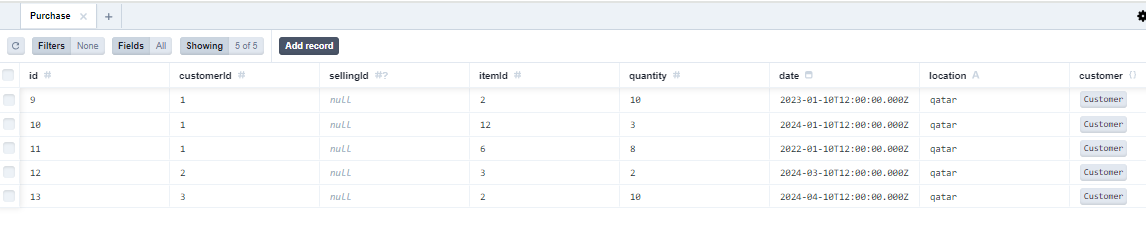 Purchase × +
Filters None Fields All Showing 5 of 5 Add record
id # customerId # sellingId #? itemId # quantity # date location A customer {}
9 1 null 2 10 2023-01-10T12:00:00.000Z qatar Customer
10 1 null 12 3 2024-01-10T12:00:00.000Z qatar Customer
11 1 null 6 8 2022-01-10T12:00:00.000Z qatar Customer
12 2 null 3 2 2024-03-10T12:00:00.000Z qatar Customer
13 3 null 2 10 2024-04-10T12:00:00.000Z qatar Customer